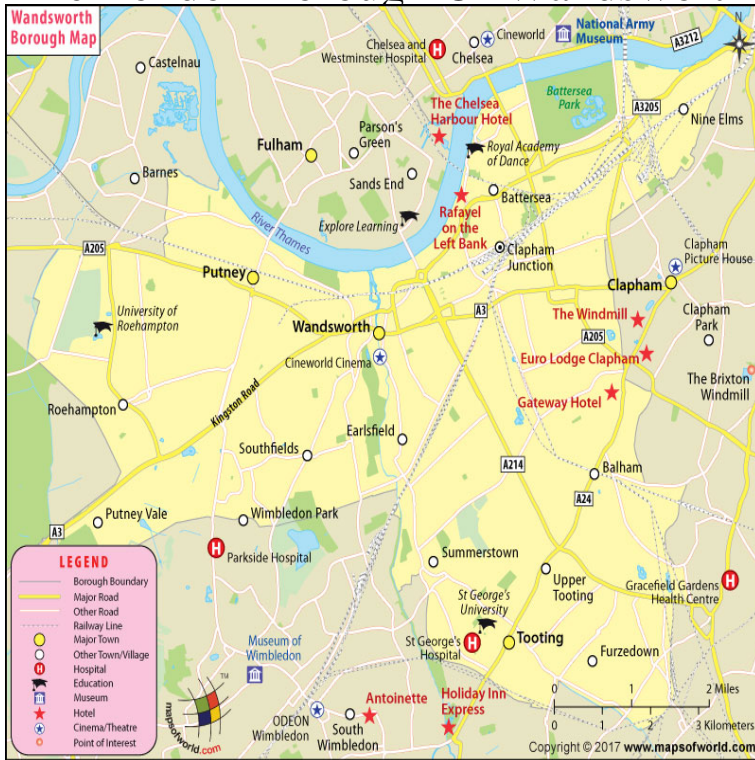 Wandsworth
Borough Map
N
National Army
Museum
Cineworld
Chelsea and
Westminster Hospital
Chelsea
A3212
Castelnau
Battersea
Park
A3205
Nine Elms
The Chelsea
Harbour Hotel
Parson's
Green
Fulham
Royal Academy
of Dance
Barnes
Sands End
Battersea
Explore Learning
Rafayel
on the
Left Bank
River Thames
Clapham
Junction
A205
Clapham
Picture House
Putney
Clapham
University of
Roehampton
A3
The Windmill
Clapham
Park
Wandsworth
A205
Cineworld Cinema
Euro Lodge Clapham
The Brixton
Windmill
Kingston Road
Gateway Hotel
Roehampton
Earlsfield
Southfields
A214
Balham
A24
Putney Vale
Wimbledon Park
A3
Parkside Hospital
Summerstown
Upper
Tooting
Gracefield Gardens
Health Centre
St George's
University
St George's
Hospital
Tooting
Furzedown
Museum of
Wimbledon
Antoinette
Holiday Inn
Express
ODEON
Wimbledon
South
Wimbledon
LEGEND
Borough Boundary
Major Road
Other Road
Railway Line
Major Town
Other Town/Village
H Hospital
Education
Museum
Hotel
Cinema/Theatre
Point of Interest
TM
mapsofworld.com
0 2 Miles
0 3 Kilometers
Copyright © 2017 www.mapsofworld.com